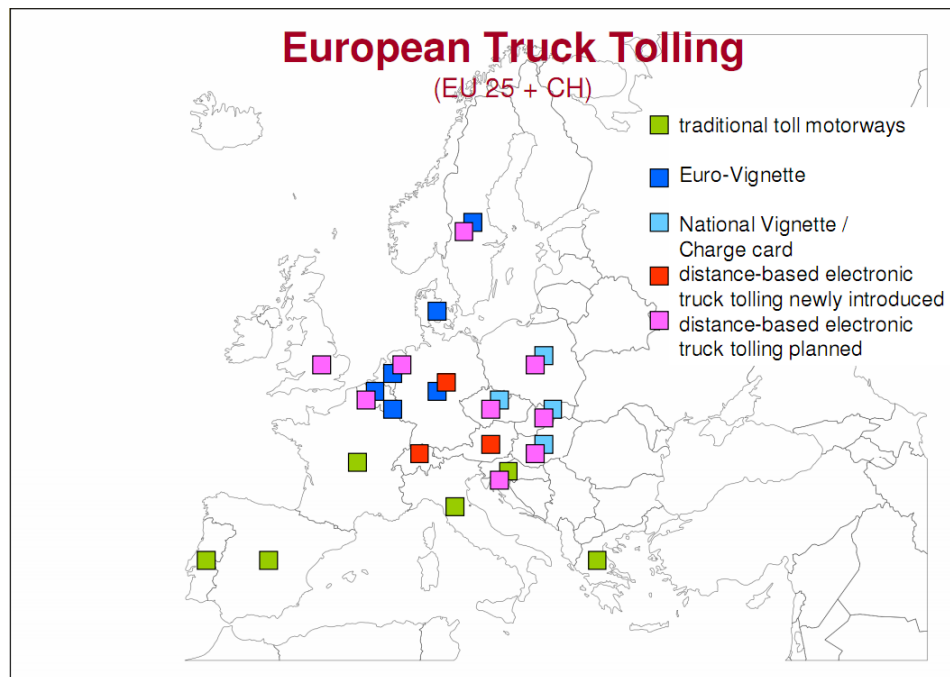 European Truck Tolling
(EU 25 + CH)
traditional toll motorways
Euro-Vignette
National Vignette /
Charge card
distance-based electronic
truck tolling newly introduced
distance-based electronic
truck tolling planned